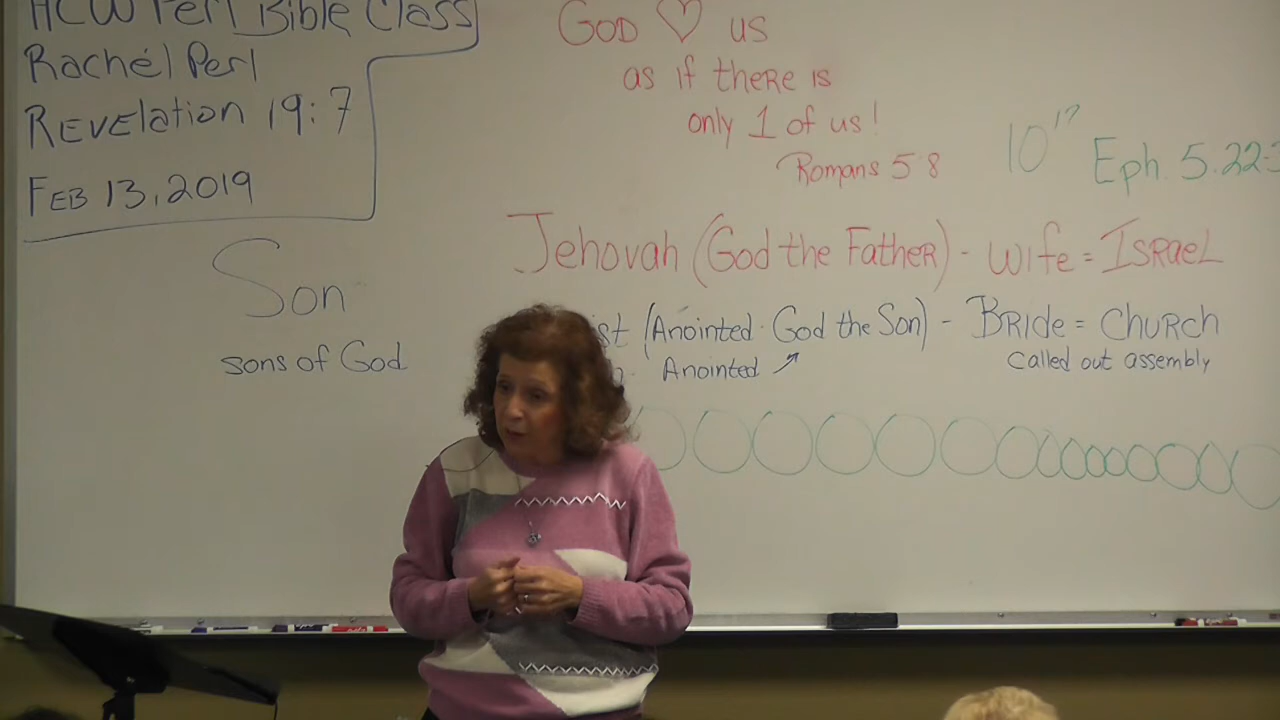 HCW Perl Bible Class
Rachel Perl
Revelation 19:7
Feb 13, 2019
God ♡ us
as if there is
only 1 of us!
Romans 5 8
10¹⁷
Eph. 5.22-
Jehovah (God the Father) - Wife = Israel
(Anointed · God the Son) - Bride = Church
Anointed ↗
called out assembly
Son
sons of God